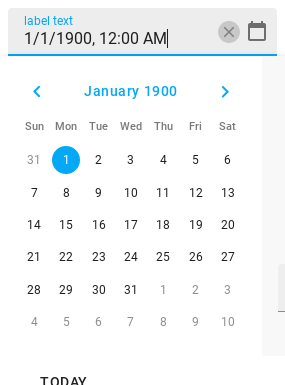 label text
1/1/1900, 12:00 AM
January 1900
Sun Mon Tue Wed Thu Fri Sat
31 1 2 3 4 5 6
7 8 9 10 11 12 13
14 15 16 17 18 19 20
21 22 23 24 25 26 27
28 29 30 31 1 2 3
4 5 6 7 8 9 10
TODAY